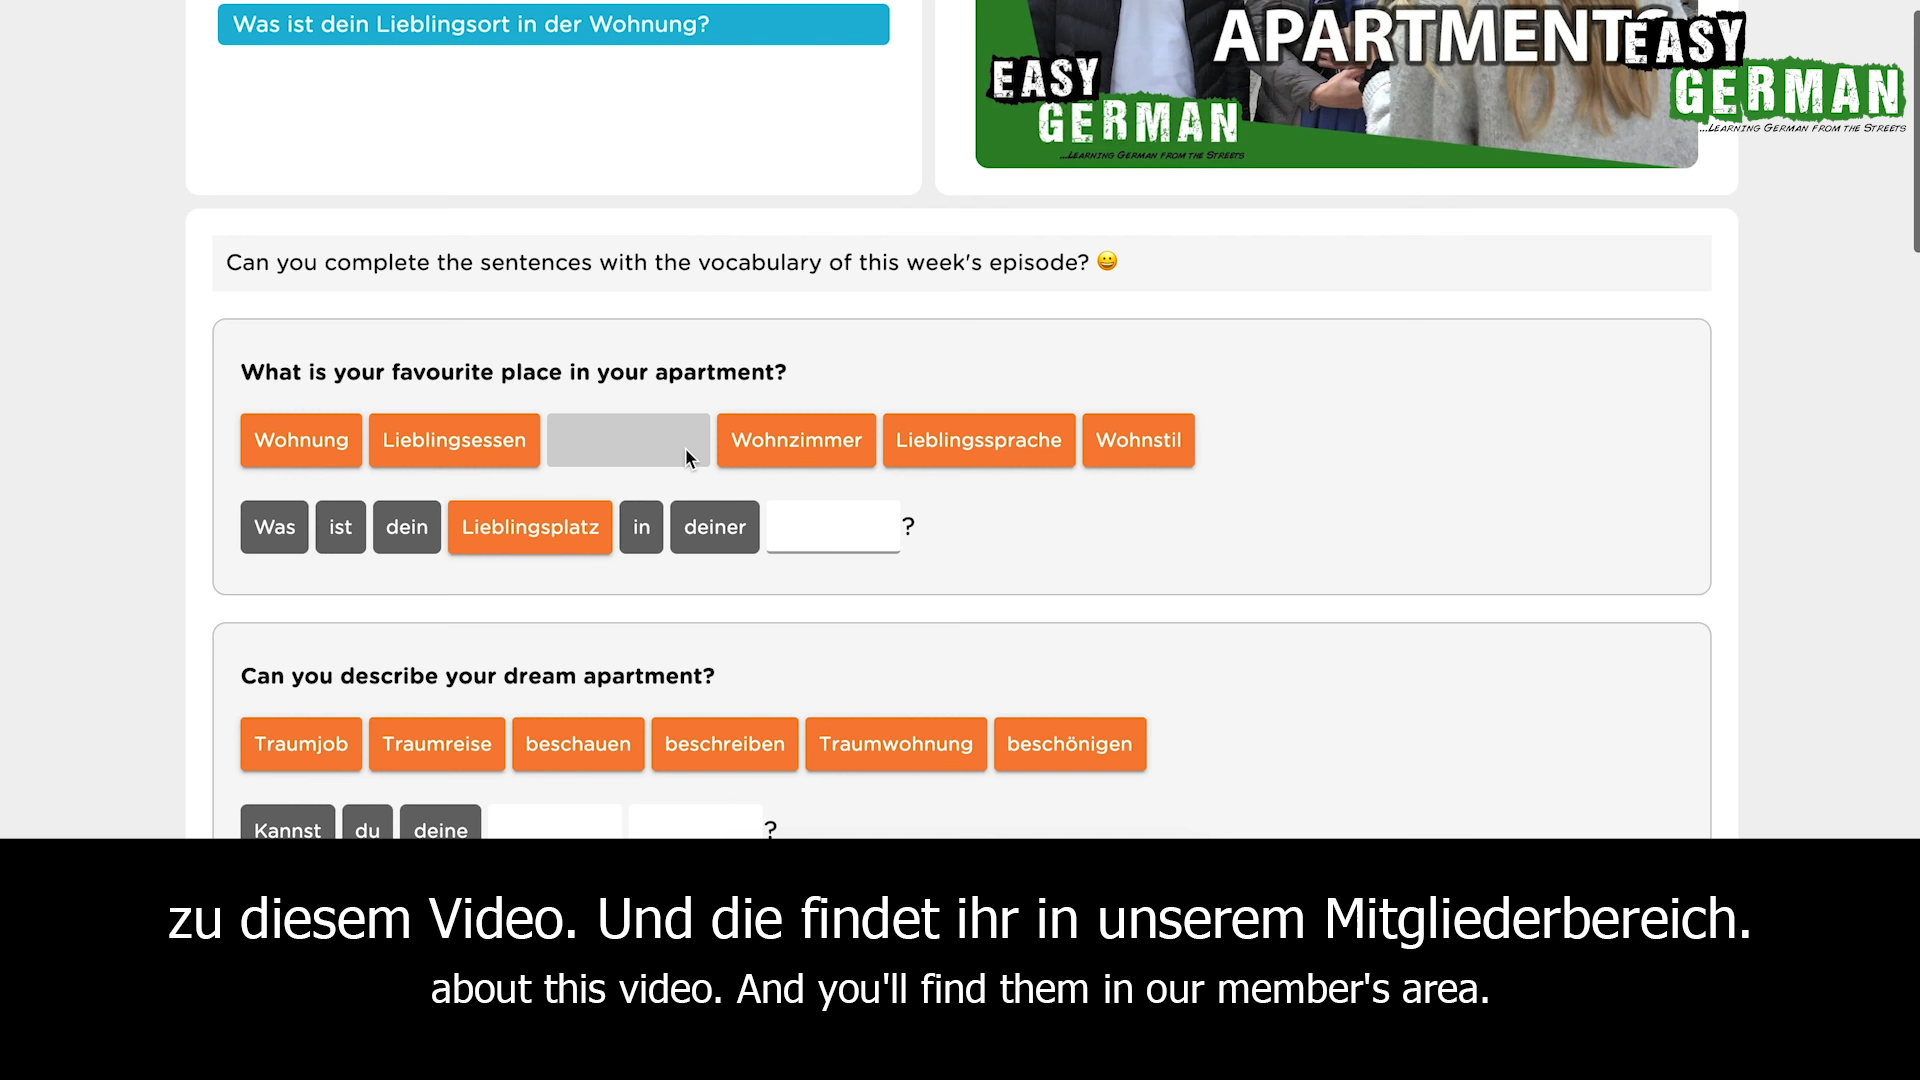 Was ist dein Lieblingsort in der Wohnung?
APARTMENT
EASY
GERMAN
...LEARNING GERMAN FROM THE STREETS
EASY
GERMAN
...LEARNING GERMAN FROM THE STREETS
Can you complete the sentences with the vocabulary of this week's episode? 😀
What is your favourite place in your apartment?
Wohnung Lieblingsessen Wohnzimmer Lieblingssprache Wohnstil
Was ist dein Lieblingsplatz in deiner ?
Can you describe your dream apartment?
Traumjob Traumreise beschauen beschreiben Traumwohnung beschönigen
Kannst du deine ?
zu diesem Video. Und die findet ihr in unserem Mitgliederbereich.
about this video. And you'll find them in our member's area.